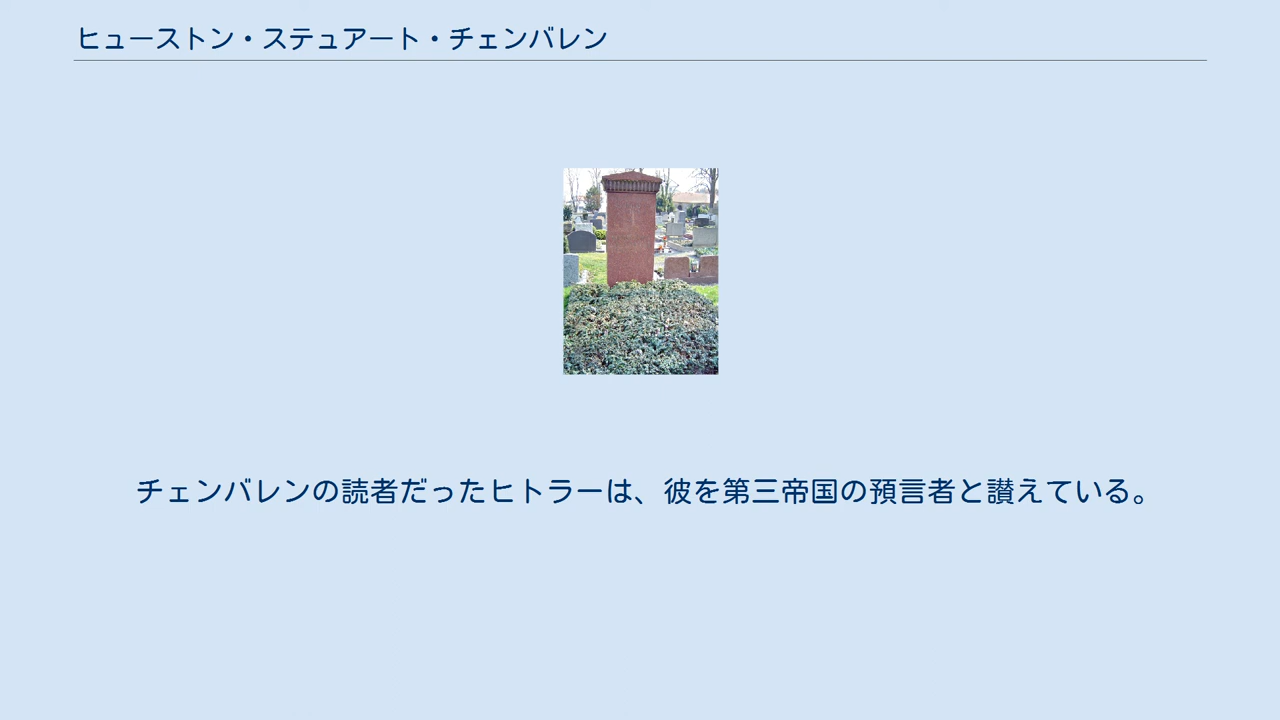 ヒューストン・ステュアート・チェンバレン
チェンバレンの読者だったヒトラーは、彼を第三帝国の預言者と讃えている。